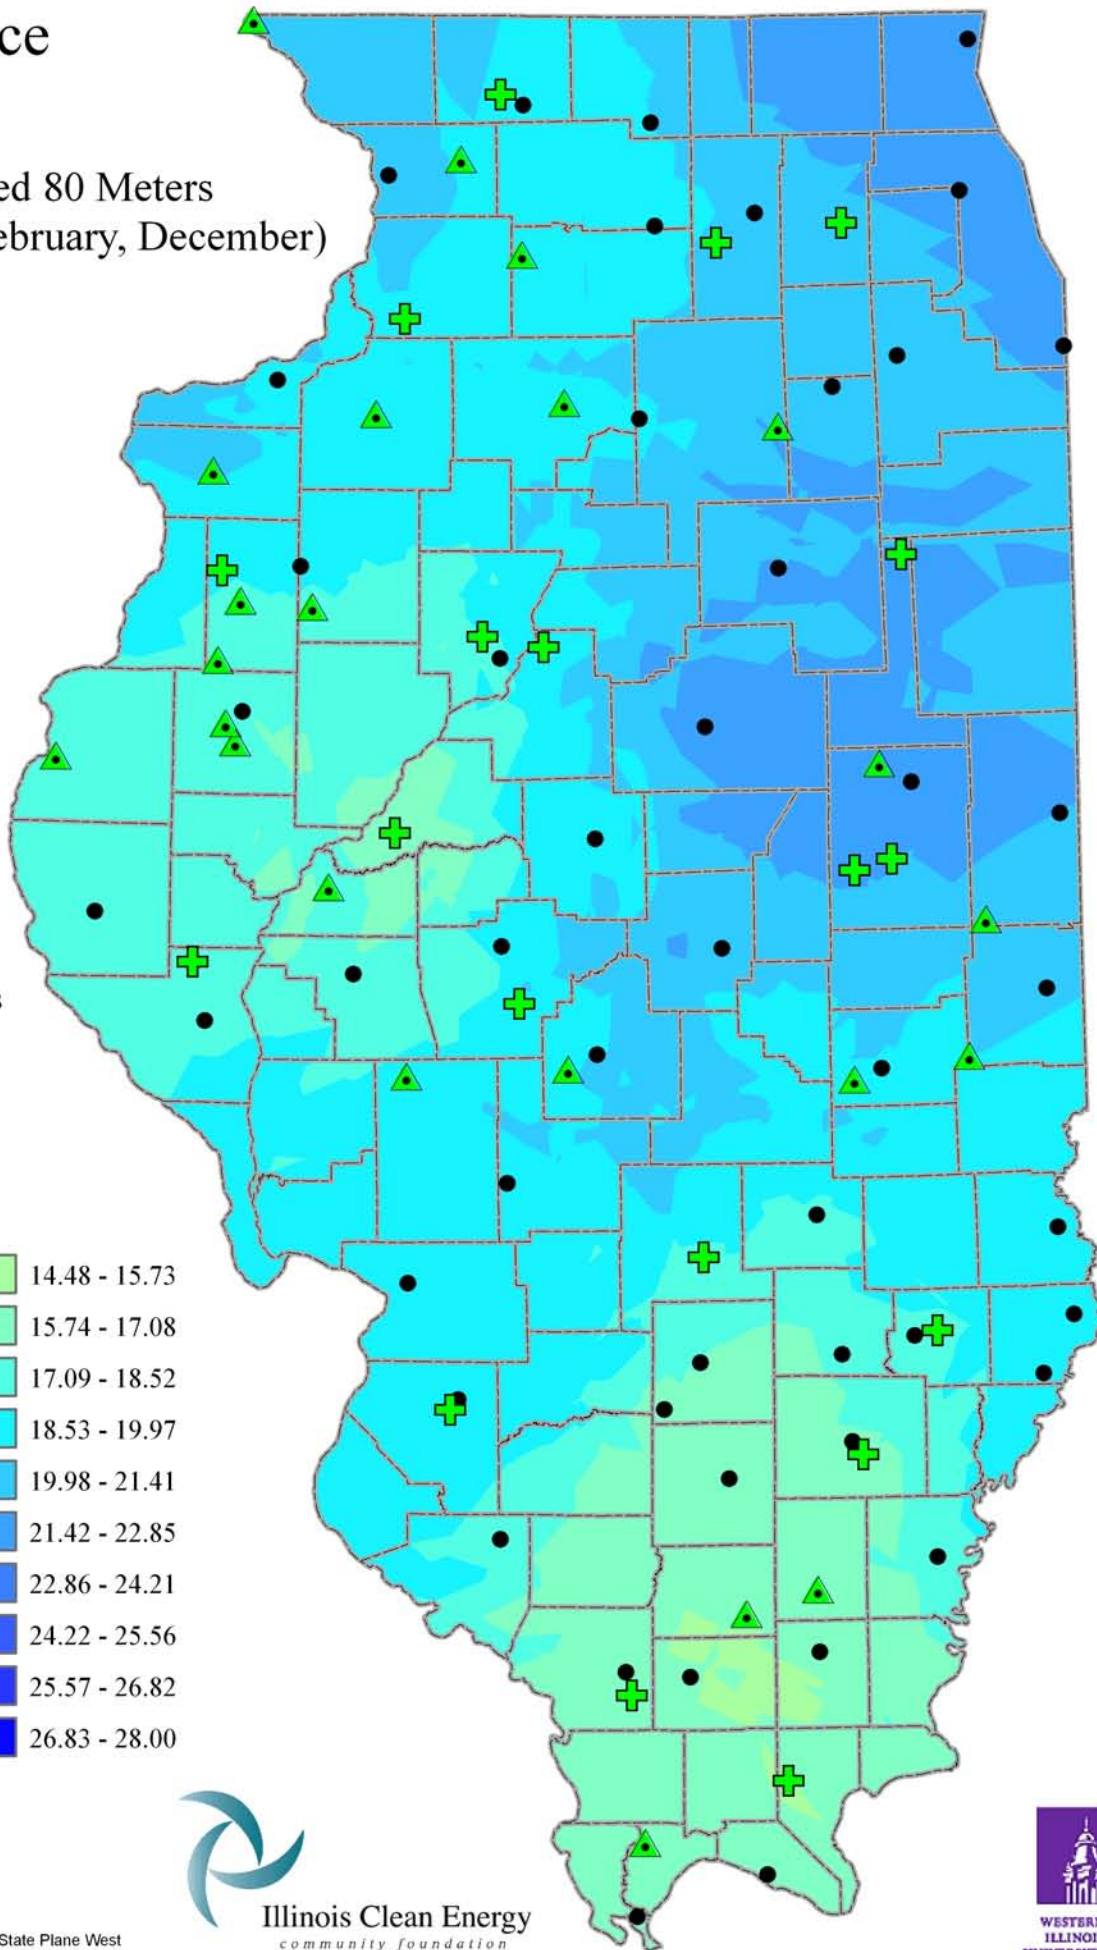 ce
ed 80 Meters
ebruary, December)
s
14.48 - 15.73
15.74 - 17.08
17.09 - 18.52
18.53 - 19.97
19.98 - 21.41
21.42 - 22.85
22.86 - 24.21
24.22 - 25.56
25.57 - 26.82
26.83 - 28.00
Illinois Clean Energy
community foundation
State Plane West
WESTER
ILLINO